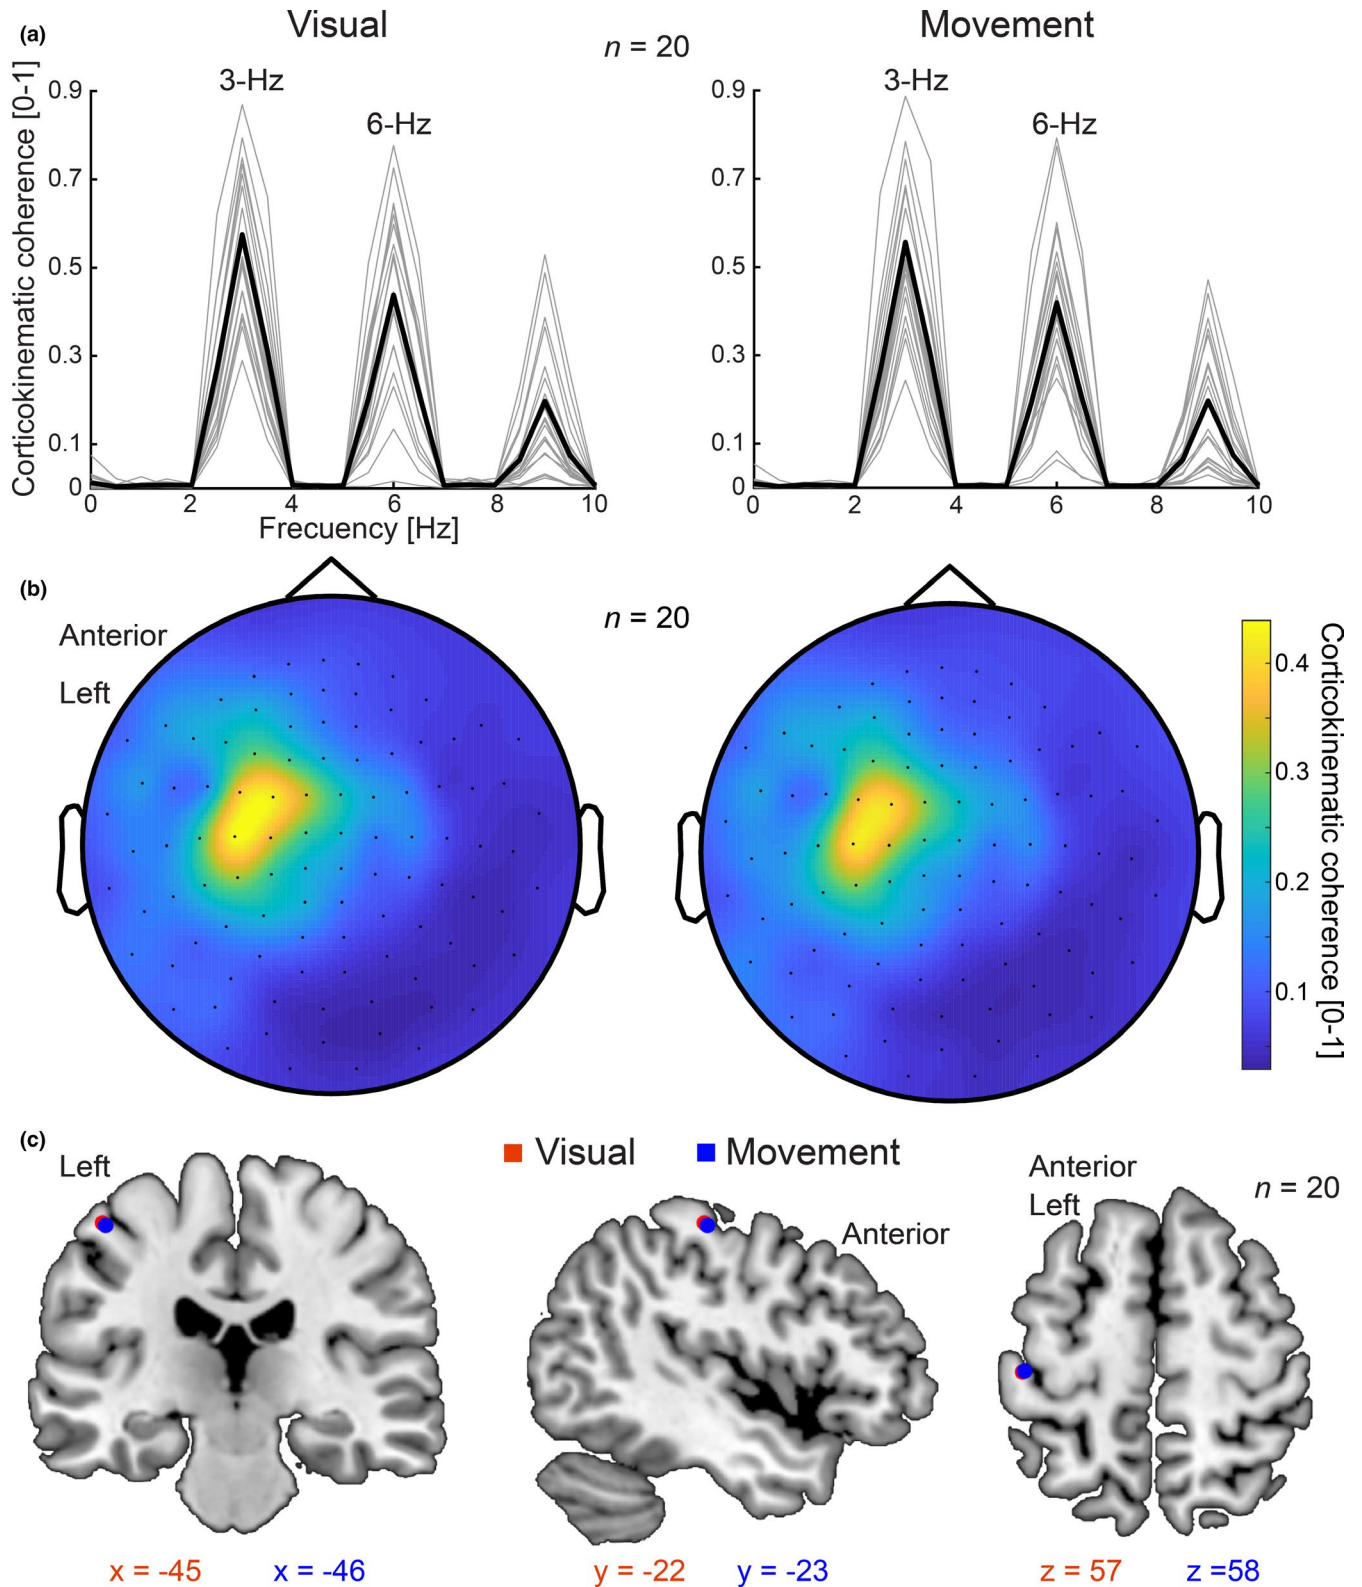 (a)
Visual
n = 20
Movement
Corticokinematic coherence [0-1]
0.9
0.7
0.5
0.3
0.1
0
3-Hz
6-Hz
0 2 4 6 8 10
Frecuency [Hz]
0.9
0.7
0.5
0.3
0.1
0
3-Hz
6-Hz
0 2 4 6 8 10
(b)
Anterior
Left
n = 20
0.4
0.3
0.2
0.1
Corticokinematic coherence [0-1]
(c)
Left
Visual
Movement
Anterior
Anterior
Left
n = 20
x = -45 x = -46
y = -22 y = -23
z = 57 z =58